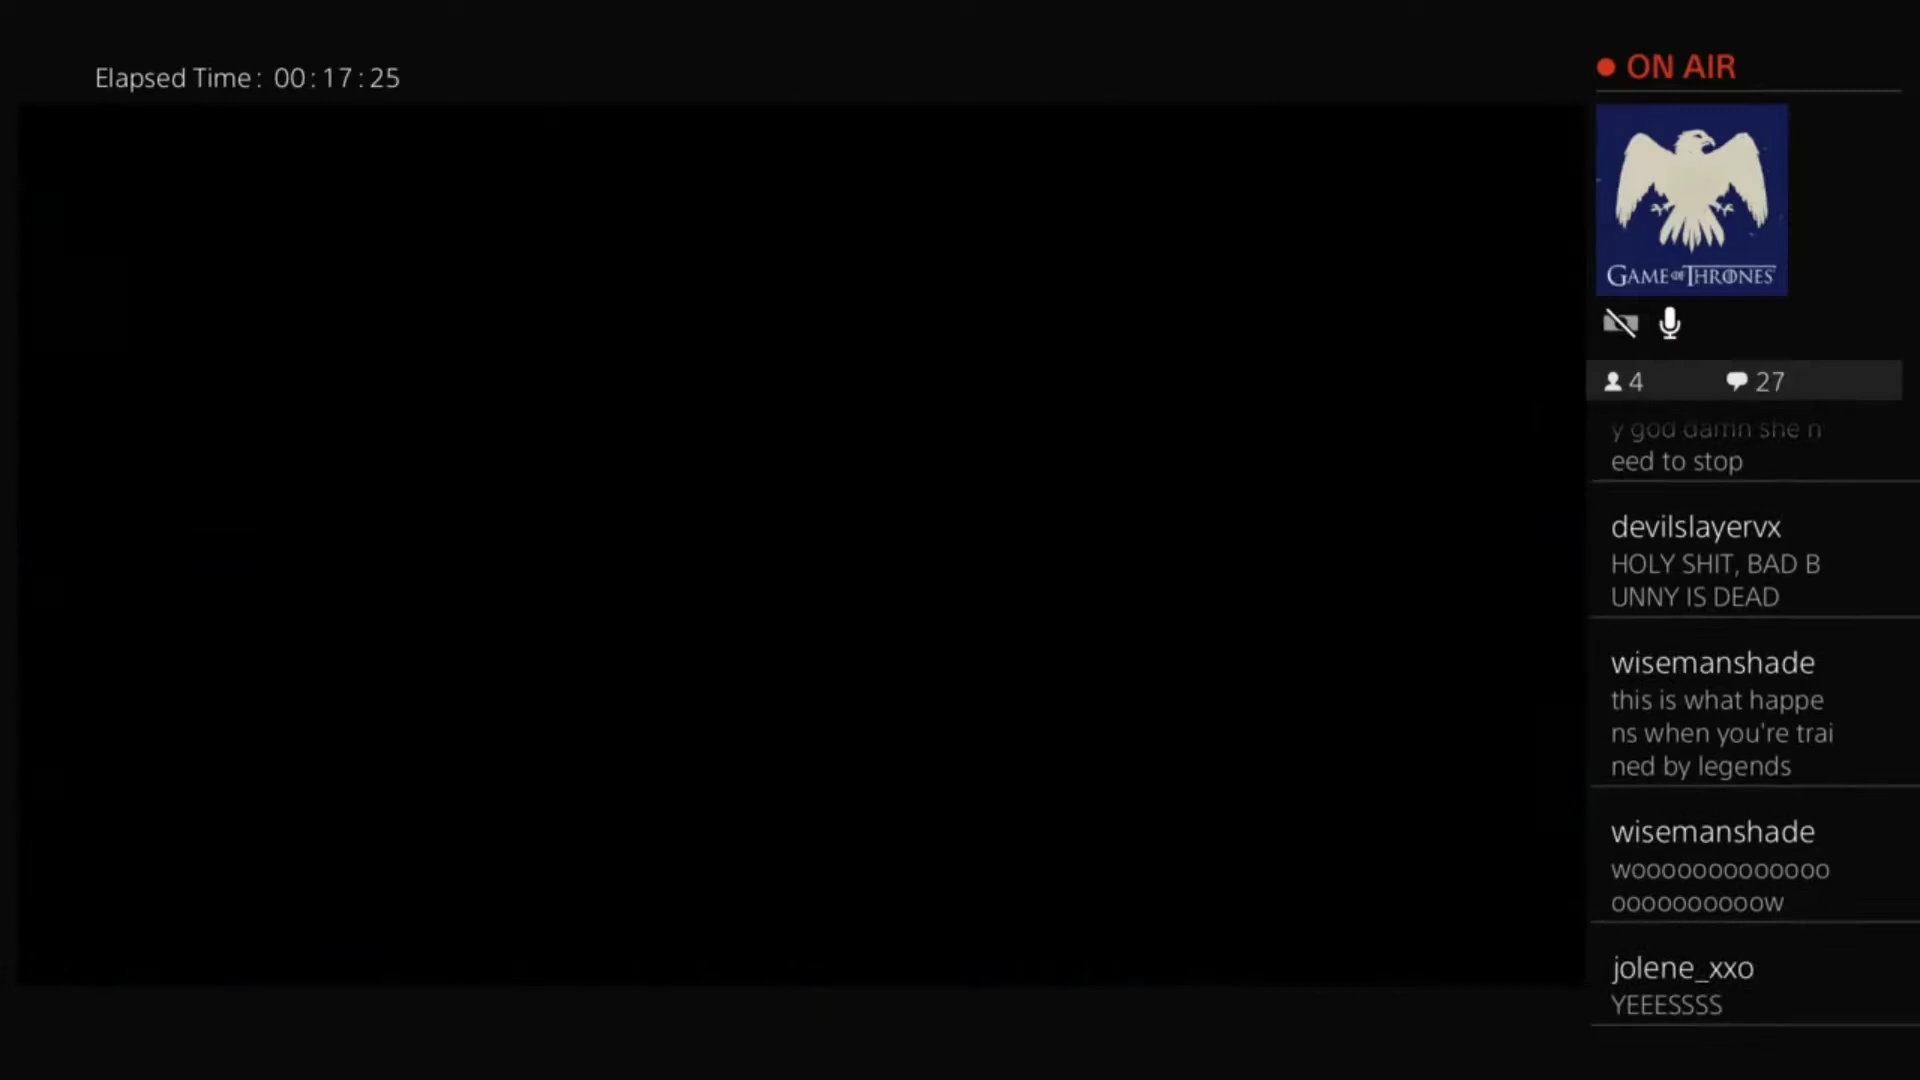 Elapsed Time: 00:17:25
ON AIR
GAME OF THRONES
4 27
y god damn she n
eed to stop
devilslayervx
HOLY SHIT, BAD B
UNNY IS DEAD
wisemanshade
this is what happe
ns when you're trai
ned by legends
wisemanshade
wooooooooooooo
ooooooooooow
jolene_xxo
YEEESSSS